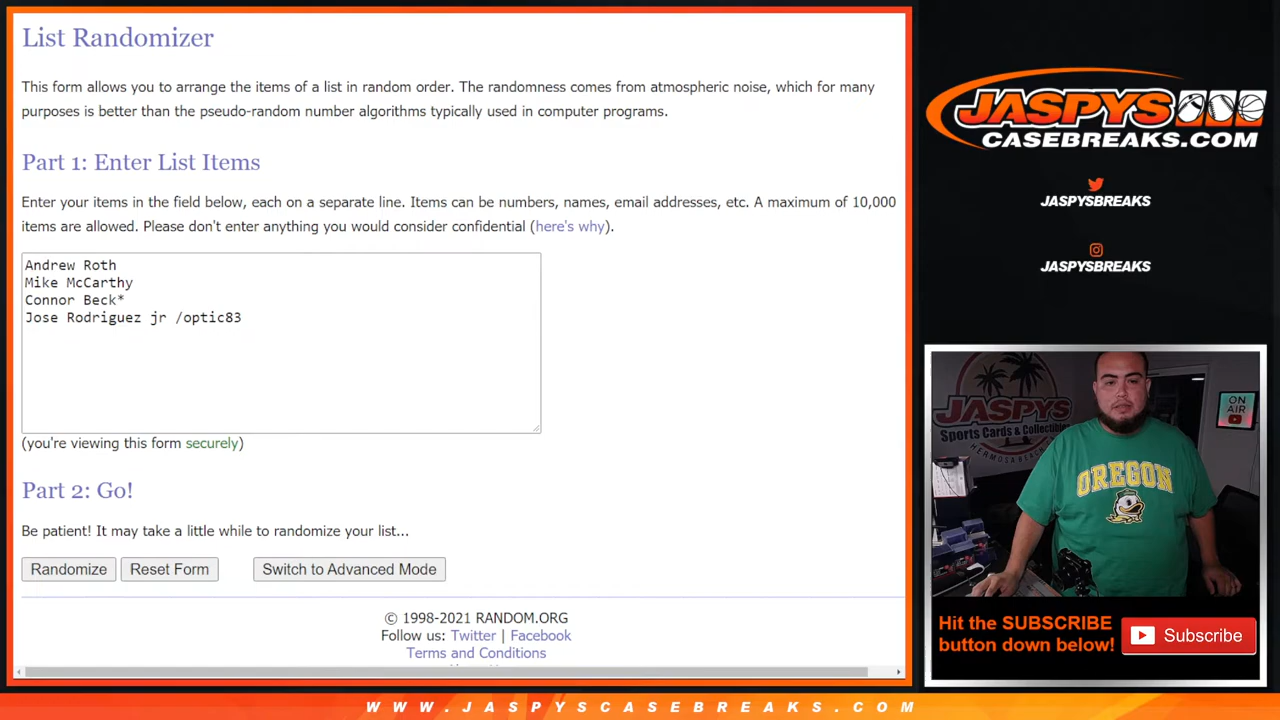 List Randomizer
This form allows you to arrange the items of a list in random order. The randomness comes from atmospheric noise, which for many
purposes is better than the pseudo-random number algorithms typically used in computer programs.
Part 1: Enter List Items
Enter your items in the field below, each on a separate line. Items can be numbers, names, email addresses, etc. A maximum of 10,000
items are allowed. Please don't enter anything you would consider confidential (here's why).
Andrew Roth
Mike McCarthy
Connor Beck*
Jose Rodriguez jr /optic83
(you're viewing this form securely)
Part 2: Go!
Be patient! It may take a little while to randomize your list...
Randomize
Reset Form
Switch to Advanced Mode
© 1998-2021 RANDOM.ORG
Follow us: Twitter | Facebook
Terms and Conditions
JASPYS
CASEBREAKS.COM
JASPYSBREAKS
JASPYSBREAKS
JASPYS
Sports Cards & Collectibles
HERMOSA BEACH
ON
AIR
OREGON
Hit the SUBSCRIBE
button down below!
Subscribe
WWW.JASPYSCASEBREAKS.COM